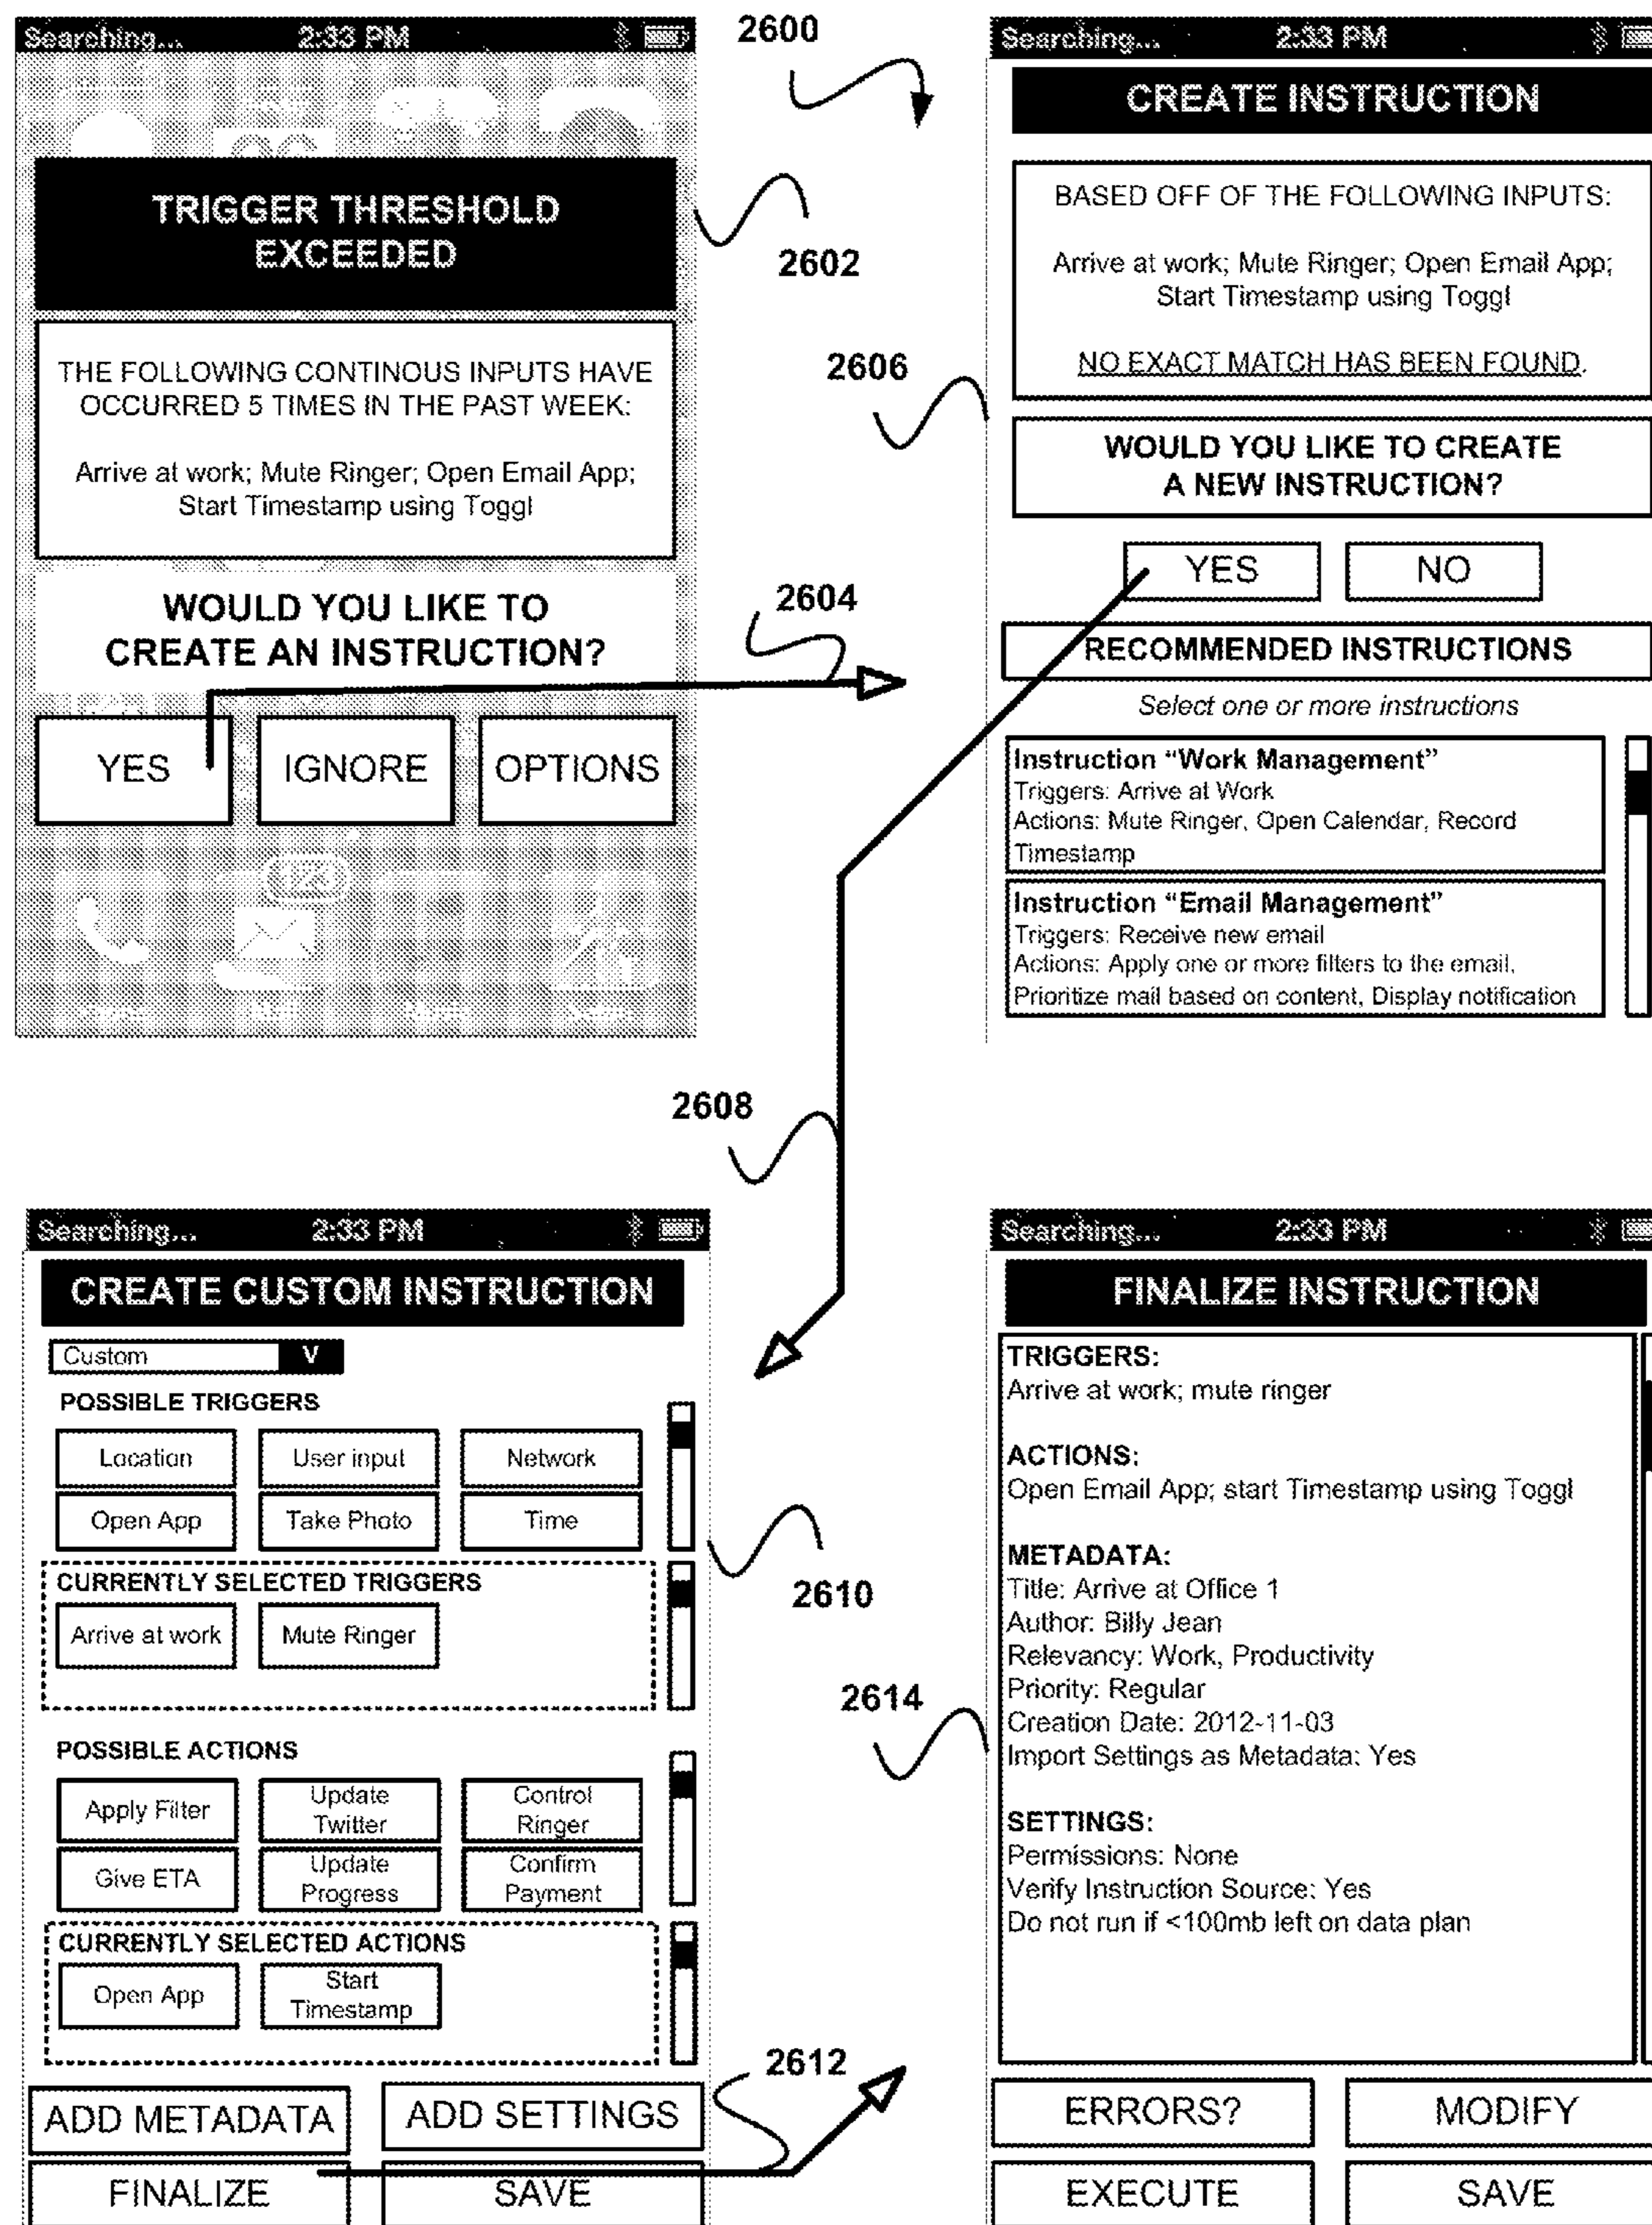 Searching... 2:33 PM
TRIGGER THRESHOLD
EXCEEDED
THE FOLLOWING CONTINOUS INPUTS HAVE
OCCURRED 5 TIMES IN THE PAST WEEK:
Arrive at work; Mute Ringer; Open Email App;
Start Timestamp using Toggl
WOULD YOU LIKE TO
CREATE AN INSTRUCTION?
YES IGNORE OPTIONS
123
2600
2602
2604
2606
Searching... 2:33 PM
CREATE INSTRUCTION
BASED OFF OF THE FOLLOWING INPUTS:
Arrive at work; Mute Ringer; Open Email App;
Start Timestamp using Toggl
NO EXACT MATCH HAS BEEN FOUND.
WOULD YOU LIKE TO CREATE
A NEW INSTRUCTION?
YES NO
RECOMMENDED INSTRUCTIONS
Select one or more instructions
Instruction “Work Management”
Triggers: Arrive at Work
Actions: Mute Ringer, Open Calendar, Record
Timestamp
Instruction “Email Management”
Triggers: Receive new email
Actions: Apply one or more filters to the email,
Prioritize mail based on content, Display notification
2608
Searching... 2:33 PM
CREATE CUSTOM INSTRUCTION
Custom V
POSSIBLE TRIGGERS
Location User input Network
Open App Take Photo Time
CURRENTLY SELECTED TRIGGERS
Arrive at work Mute Ringer
POSSIBLE ACTIONS
Apply Filter
Update
Twitter
Control
Ringer
Give ETA
Update
Progress
Confirm
Payment
CURRENTLY SELECTED ACTIONS
Open App
Start
Timestamp
ADD METADATA ADD SETTINGS
FINALIZE SAVE
2610
2612
2614
Searching... 2:33 PM
FINALIZE INSTRUCTION
TRIGGERS:
Arrive at work; mute ringer
ACTIONS:
Open Email App; start Timestamp using Toggl
METADATA:
Title: Arrive at Office 1
Author: Billy Jean
Relevancy: Work, Productivity
Priority: Regular
Creation Date: 2012-11-03
Import Settings as Metadata: Yes
SETTINGS:
Permissions: None
Verify Instruction Source: Yes
Do not run if <100mb left on data plan
ERRORS? MODIFY
EXECUTE SAVE